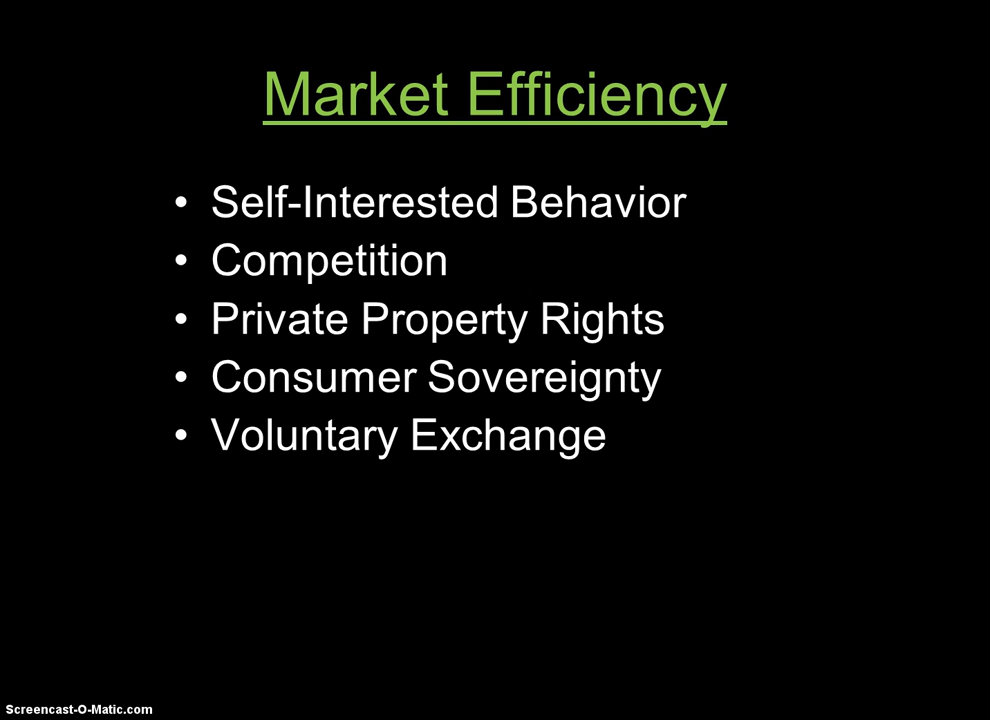 Market Efficiency
• Self-Interested Behavior
• Competition
• Private Property Rights
• Consumer Sovereignty
• Voluntary Exchange
Screencast-O-Matic.com